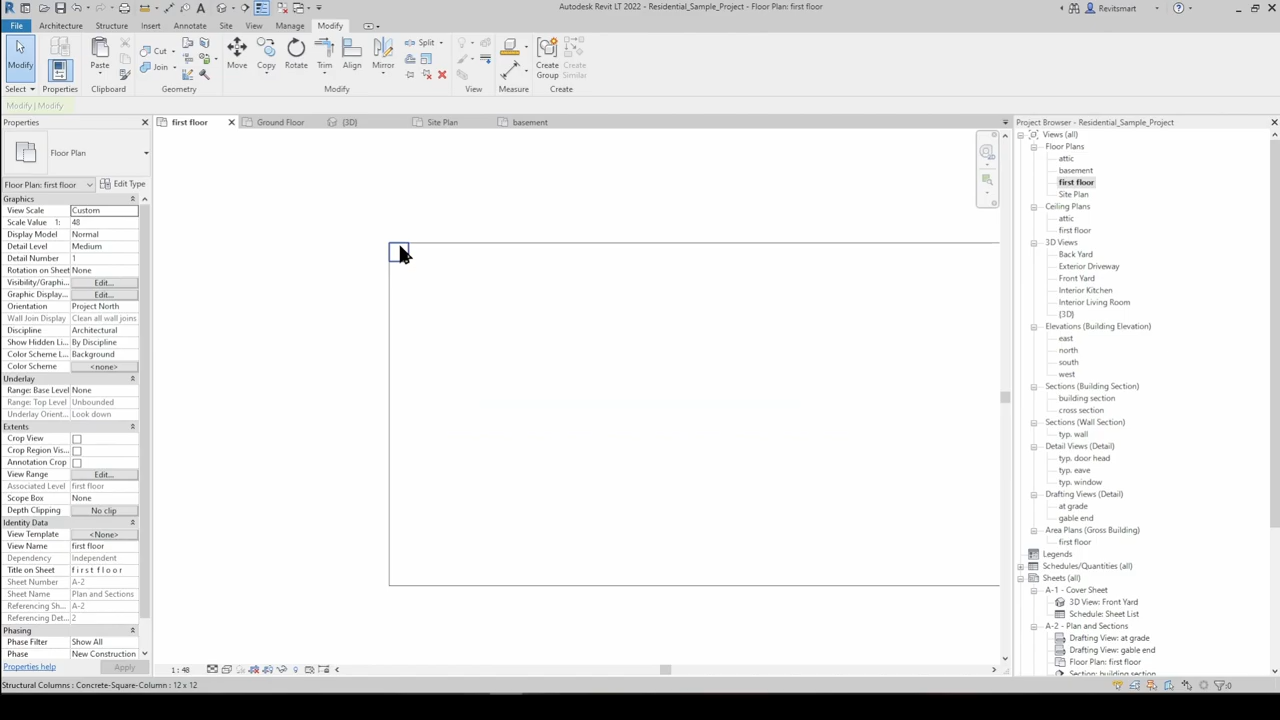 Autodesk Revit LT 2022 - Residential_Sample_Project - Floor Plan: first floor
Revitsmart
File
Architecture
Structure
Insert
Annotate
Site
View
Manage
Modify
Modify
Properties
Paste
Cut
Join
Move
Copy
Rotate
Trim
Align
Mirror
Split
Create Group
Create Similar
Select
Properties
Clipboard
Geometry
Modify
View
Measure
Create
Modify | Modify
Properties
first floor
Ground Floor
{3D}
Site Plan
basement
Project Browser - Residential_Sample_Project
Floor Plan
Floor Plan: first floor
Edit Type
Graphics
View Scale Custom
Scale Value 1: 48
Display Model Normal
Detail Level Medium
Detail Number 1
Rotation on Sheet None
Visibility/Graphi... Edit...
Graphic Display... Edit...
Orientation Project North
Wall Join Display Clean all wall joins
Discipline Architectural
Show Hidden Li... By Discipline
Color Scheme L... Background
Color Scheme <none>
Underlay
Range: Base Level None
Range: Top Level Unbounded
Underlay Orient... Look down
Extents
Crop View
Crop Region Vis...
Annotation Crop
View Range Edit...
Associated Level first floor
Scope Box None
Depth Clipping No clip
Identity Data
View Template <None>
View Name first floor
Dependency Independent
Title on Sheet f i r s t f l o o r
Sheet Number A-2
Sheet Name Plan and Sections
Referencing Sh... A-2
Referencing Det... 2
Phasing
Phase Filter Show All
Phase New Construction
Properties help
Apply
Views (all)
Floor Plans
attic
basement
first floor
Site Plan
Ceiling Plans
attic
first floor
3D Views
Back Yard
Exterior Driveway
Front Yard
Interior Kitchen
Interior Living Room
{3D}
Elevations (Building Elevation)
east
north
south
west
Sections (Building Section)
building section
cross section
Sections (Wall Section)
typ. wall
Detail Views (Detail)
typ. door head
typ. eave
typ. window
Drafting Views (Detail)
at grade
gable end
Area Plans (Gross Building)
first floor
Legends
Schedules/Quantities (all)
Sheets (all)
A-1 - Cover Sheet
3D View: Front Yard
Schedule: Sheet List
A-2 - Plan and Sections
Drafting View: at grade
Drafting View: gable end
Floor Plan: first floor
Section: building section
1 : 48
Structural Columns : Concrete-Square-Column : 12 x 12
:0